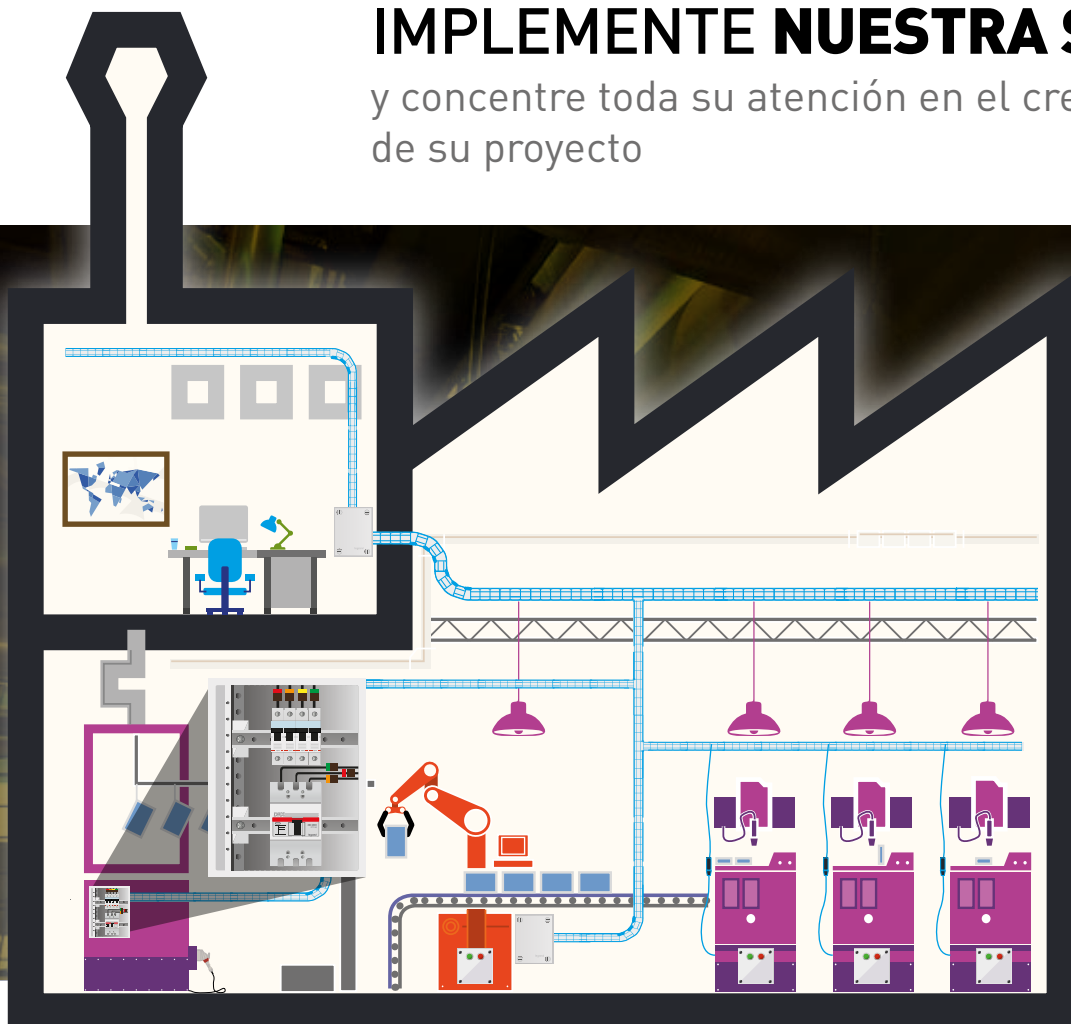 IMPLEMENTE NUESTRA
y concentre toda su atención en el
de su proyecto